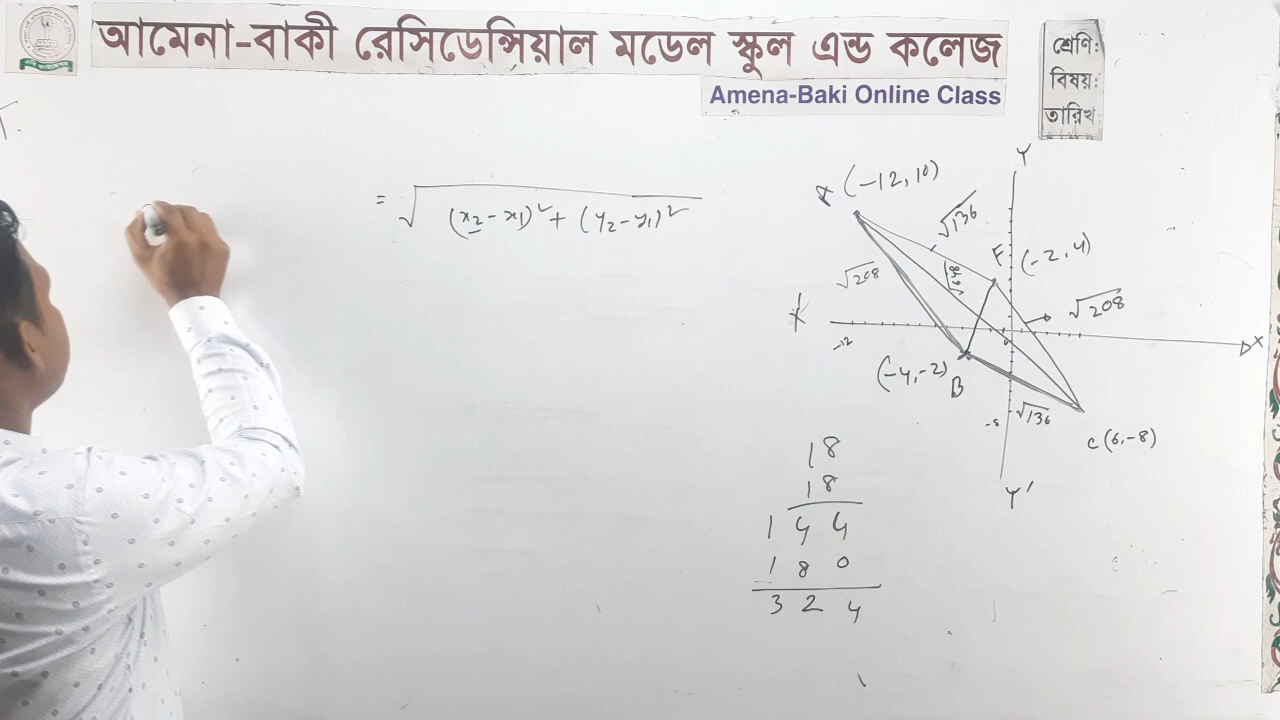 আমেনা-বাকী রেসিডেন্সিয়াল মডেল স্কুল এন্ড কলেজ
Amena-Baki Online Class
শ্রেণি:
বিষয়:
তারিখ:
= √(x₂ - x₁)² + (y₂ - y₁)²
Y
(-12, 10)
√136
F (-2, 4)
√208
√208
X
-12
0
(-4, -2)
B
√136
-8
C (6, -8)
Y'
18
18
144
180
324